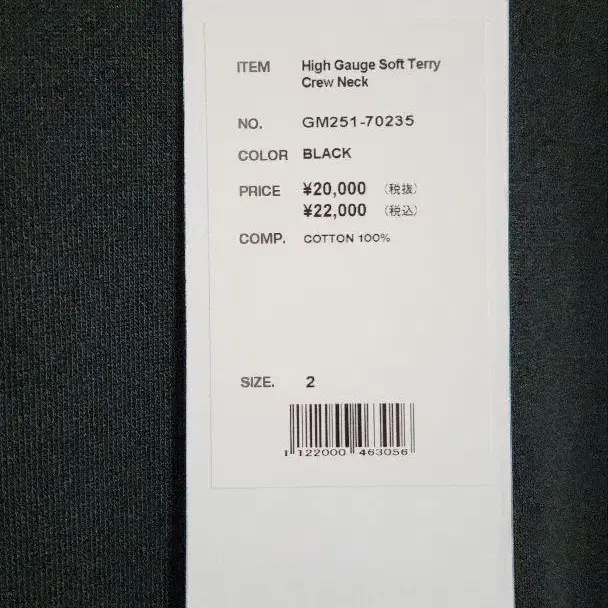 ITEM High Gauge Soft Terry
Crew Neck
NO. GM251-70235
COLOR BLACK
PRICE ¥20,000 (税抜)
¥22,000 (税込)
COMP. COTTON 100%
SIZE. 2
1 122000 463056